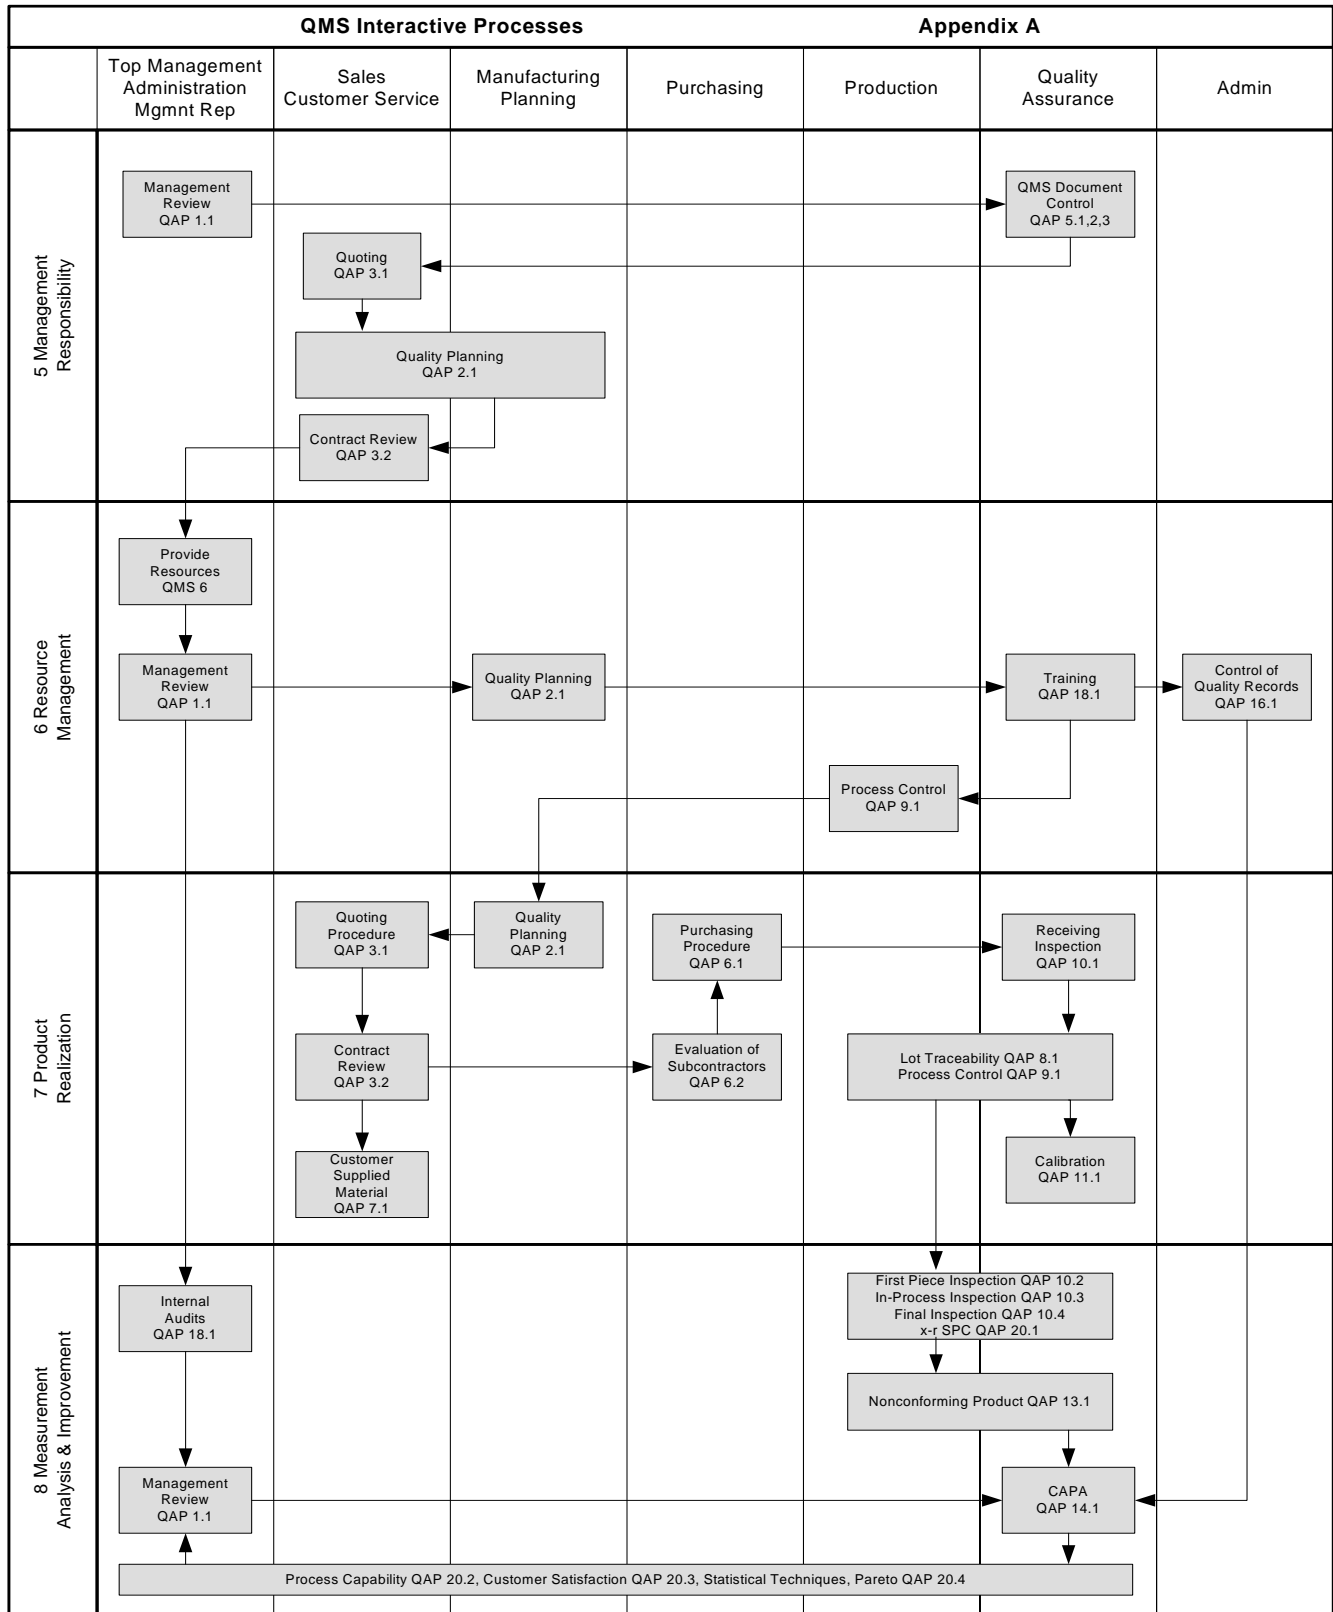 QMS Interactive Processes
Appendix A
Top Management
Administration
Mgmnt Rep
Sales
Customer Service
Manufacturing
Planning
Purchasing
Production
Quality
Assurance
Admin
5 Management
Responsibility
Management
Review
QAP 1.1
QMS Document
Control
QAP 5.1,2,3
Quoting
QAP 3.1
Quality Planning
QAP 2.1
Contract Review
QAP 3.2
6 Resource
Management
Provide
Resources
QMS 6
Management
Review
QAP 1.1
Quality Planning
QAP 2.1
Training
QAP 18.1
Control of
Quality Records
QAP 16.1
Process Control
QAP 9.1
7 Product
Realization
Quoting
Procedure
QAP 3.1
Quality
Planning
QAP 2.1
Purchasing
Procedure
QAP 6.1
Receiving
Inspection
QAP 10.1
Contract
Review
QAP 3.2
Evaluation of
Subcontractors
QAP 6.2
Lot Traceability QAP 8.1
Process Control QAP 9.1
Customer
Supplied
Material
QAP 7.1
Calibration
QAP 11.1
8 Measurement
Analysis & Improvement
Internal
Audits
QAP 18.1
First Piece Inspection QAP 10.2
In-Process Inspection QAP 10.3
Final Inspection QAP 10.4
x-r SPC QAP 20.1
Nonconforming Product QAP 13.1
Management
Review
QAP 1.1
CAPA
QAP 14.1
Process Capability QAP 20.2, Customer Satisfaction QAP 20.3, Statistical Techniques, Pareto QAP 20.4